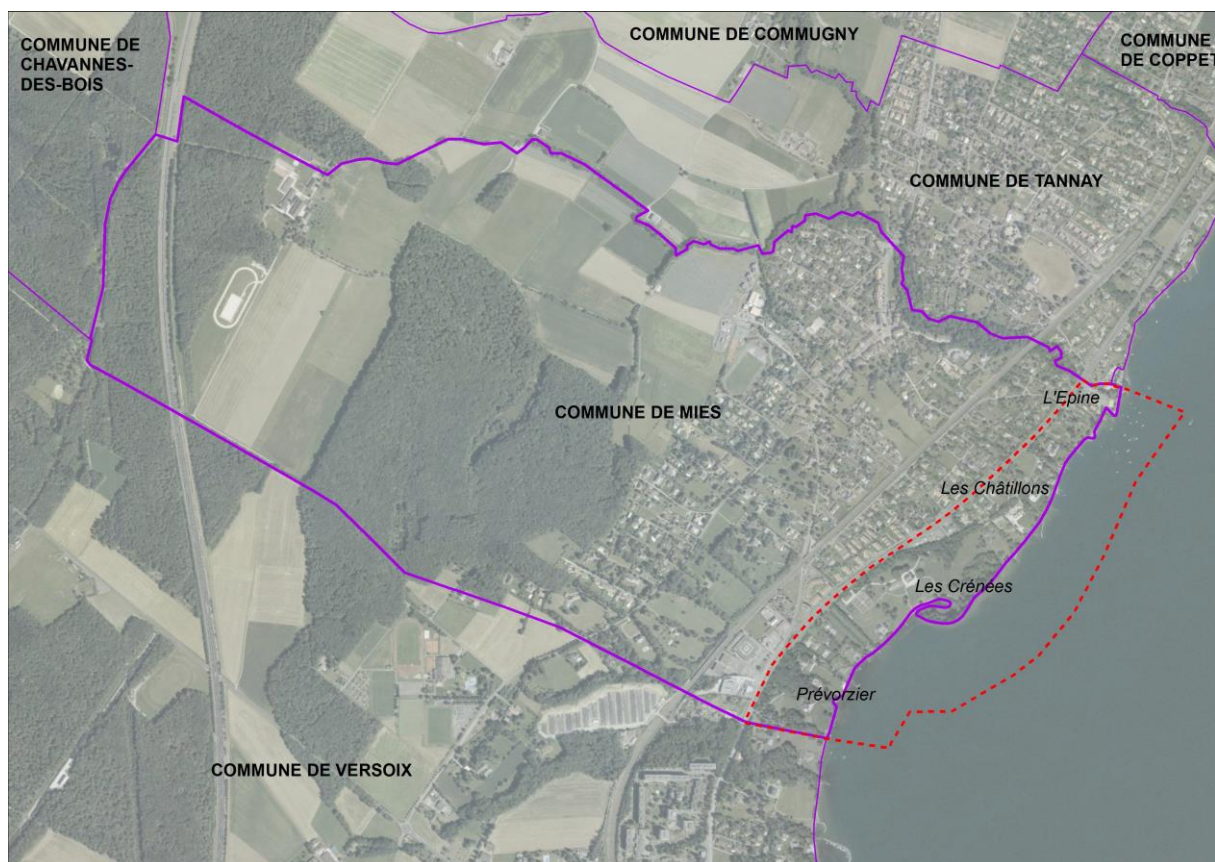 COMMUNE DE
CHAVANNES-
DES-BOIS
COMMUNE DE COMMUGNY
COMMUNE
DE COPPET
COMMUNE DE TANNAY
COMMUNE DE MIES
L'Epine
Les Châtillons
Les Crénées
Prévorzier
COMMUNE DE VERSOIX